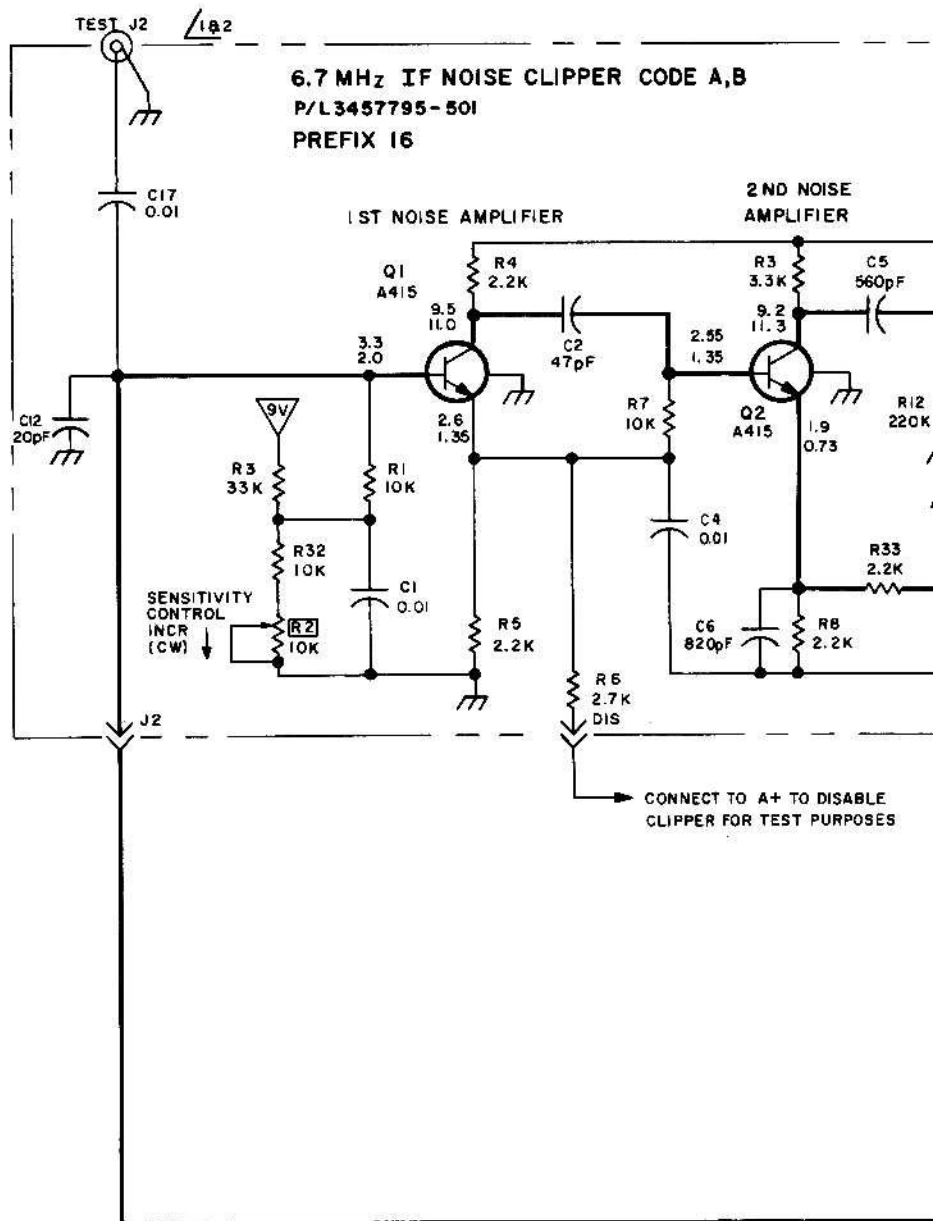 TEST J2
1&2
6.7 MHz IF NOISE CLIPPER CODE A,B
P/L3457795-501
PREFIX 16
C17
0.01
1ST NOISE AMPLIFIER
2ND NOISE
AMPLIFIER
Q1
A415
R4
2.2K
R3
3.3K
C5
560pF
9.5
11.0
C2
47pF
9.2
11.3
3.3
2.0
2.55
1.35
C12
20pF
9V
2.6
1.35
R7
10K
Q2
A415
1.9
0.73
R12
220K
R3
33K
R1
10K
C4
0.01
R32
10K
R33
2.2K
SENSITIVITY
CONTROL
INCR
(CW)
R2
10K
C1
0.01
R5
2.2K
C6
820pF
R8
2.2K
R6
2.7K
DIS
J2
CONNECT TO A+ TO DISABLE
CLIPPER FOR TEST PURPOSES